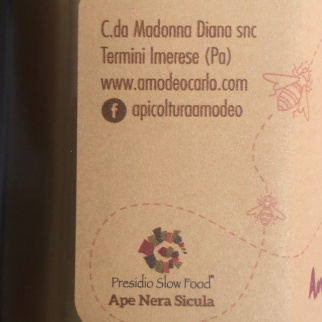 C.da Madonna Diana snc
Termini Imerese (Pa)
www.amodeocarlo.com
f apicolturaamodeo
Presidio Slow Food®
Ape Nera Sicula